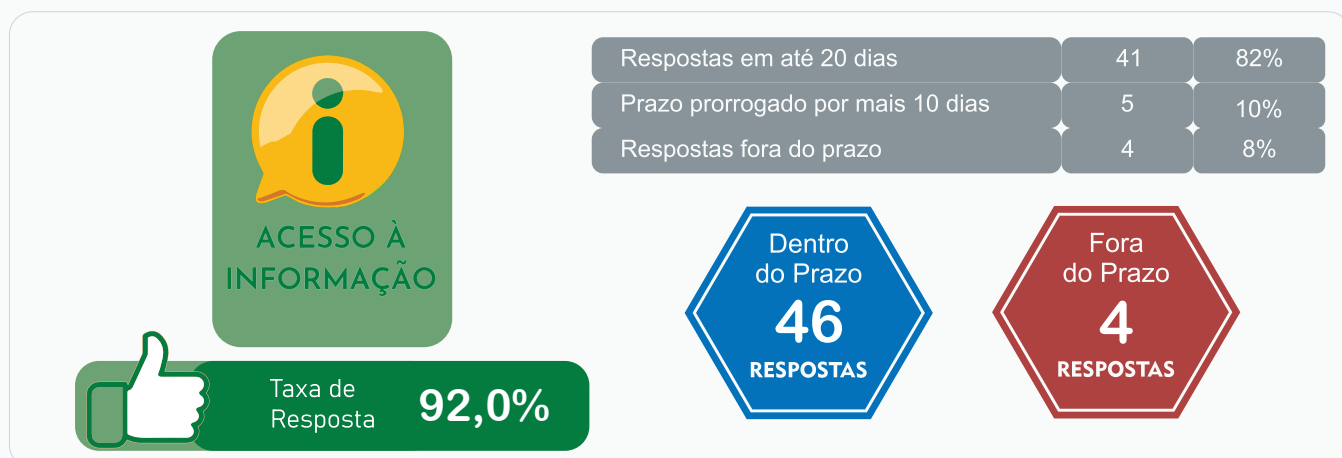 ACESSO À
INFORMAÇÃO
Taxa de
Resposta
92,0%
Respostas em até 20 dias 41 82%
Prazo prorrogado por mais 10 dias 5 10%
Respostas fora do prazo 4 8%
Dentro
do Prazo
46
RESPOSTAS
Fora
do Prazo
4
RESPOSTAS